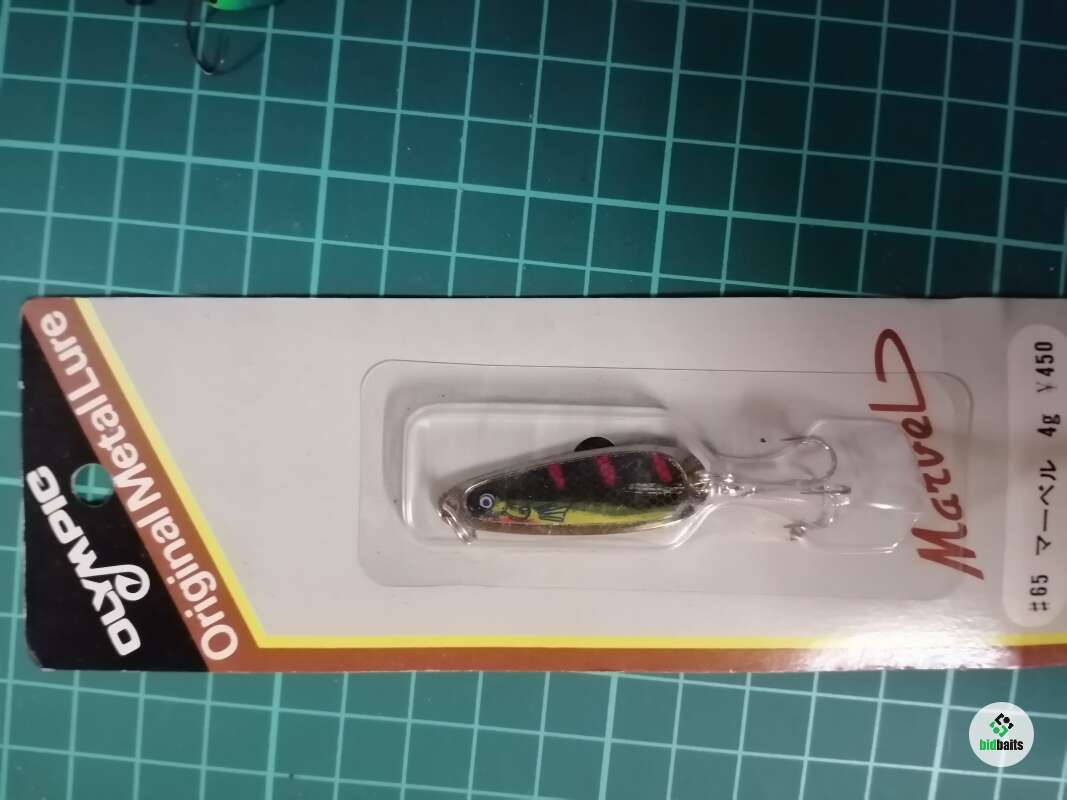 OLYMPIC
Original Metal Lure
Marvel
#65 マーベル 4g ¥450
bidbaits